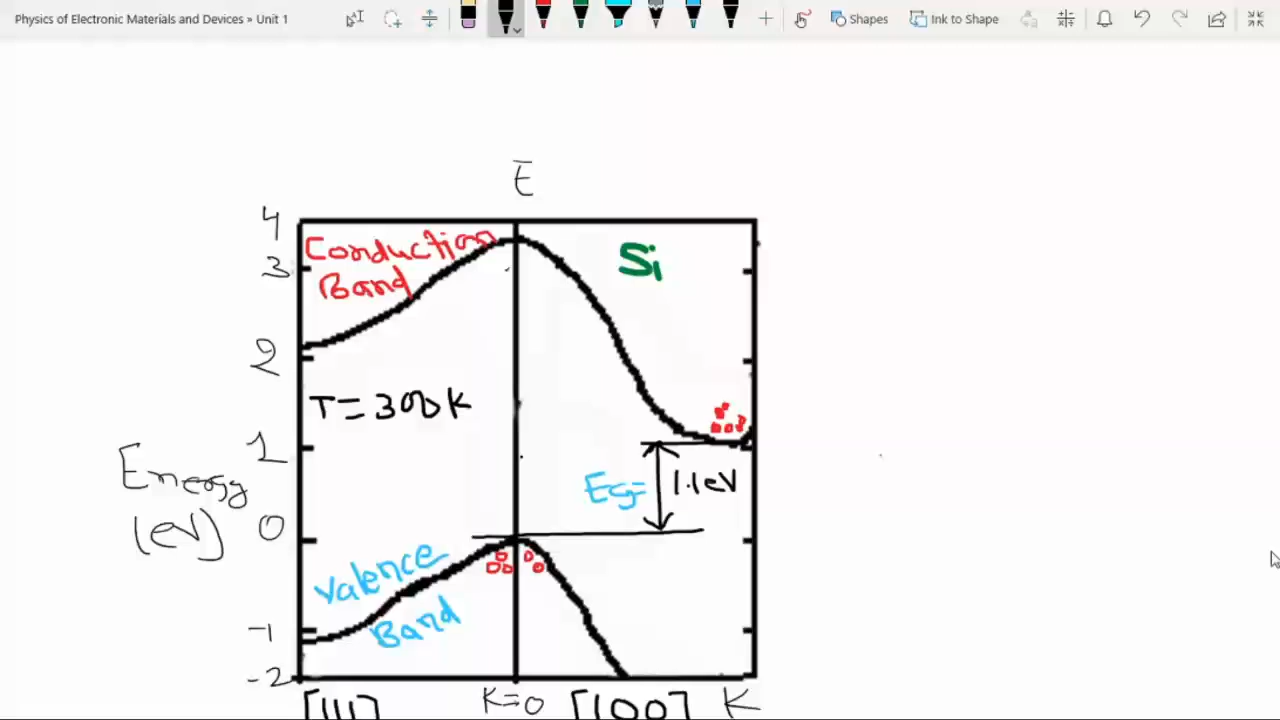 Physics of Electronic Materials and Devices » Unit 1
Shapes
Ink to Shape
E
4
Conduction
Band
Si
3
2
T=300K
1
Energy
(eV)
Eg=
1.1eV
0
Valence
Band
-1
-2
[111]
K=0
[100]
K